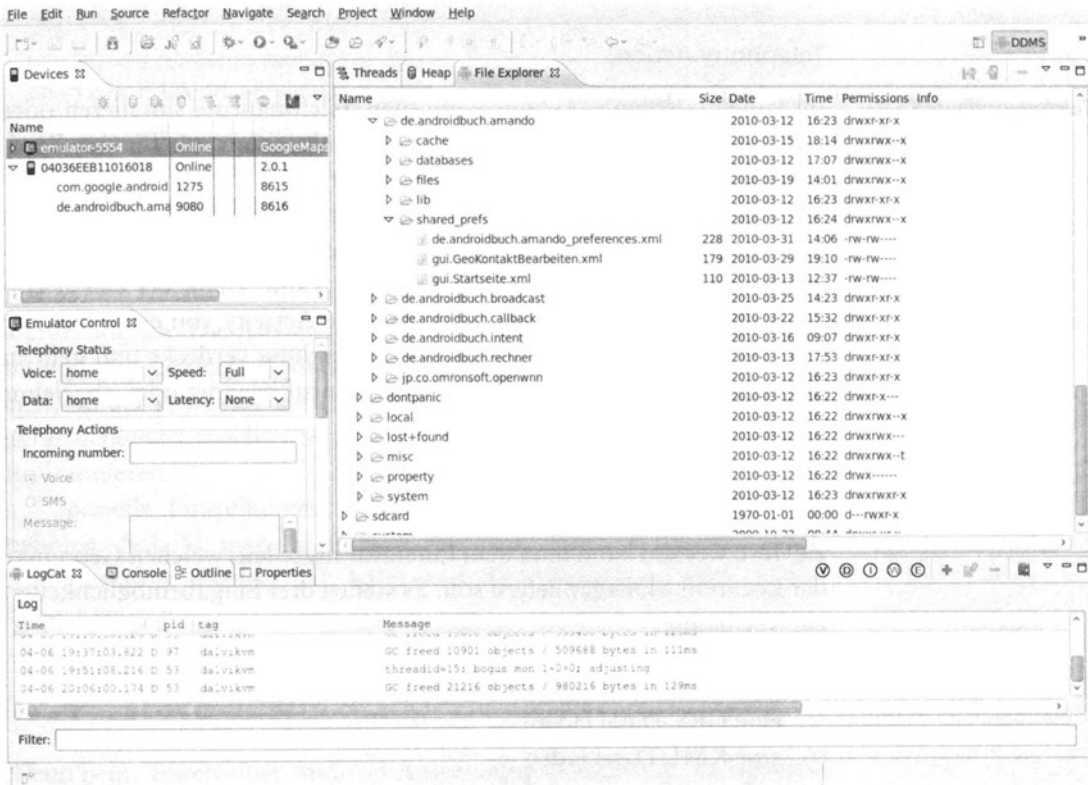 File Edit Run Source Refactor Navigate Search Project Window Help
DDMS
Devices
Name
emulator-5554 Online GoogleMaps
04036EEB11016018 Online 2.0.1
com.google.android. 1275 8615
de.androidbuch.ama 9080 8616
Emulator Control
Telephony Status
Voice: home Speed: Full
Data: home Latency: None
Telephony Actions
Incoming number:
Voice
SMS
Message:
Threads Heap File Explorer
Name Size Date Time Permissions Info
de.androidbuch.amando 2010-03-12 16:23 drwxr-xr-x
cache 2010-03-15 18:14 drwxrwx--x
databases 2010-03-12 17:07 drwxrwx--x
files 2010-03-19 14:01 drwxrwx--x
lib 2010-03-12 16:23 drwxr-xr-x
shared_prefs 2010-03-12 16:24 drwxrwx--x
de.androidbuch.amando_preferences.xml 228 2010-03-31 14:06 -rw-rw----
gui.GeoKontaktBearbeiten.xml 179 2010-03-29 19:10 -rw-rw----
gui.Startseite.xml 110 2010-03-13 12:37 -rw-rw----
de.androidbuch.broadcast 2010-03-25 14:23 drwxr-xr-x
de.androidbuch.callback 2010-03-22 15:32 drwxr-xr-x
de.androidbuch.intent 2010-03-16 09:07 drwxr-xr-x
de.androidbuch.rechner 2010-03-13 17:53 drwxr-xr-x
jp.co.omronsoft.openwnn 2010-03-12 16:23 drwxr-xr-x
dontpanic 2010-03-12 16:22 drwxr-x---
local 2010-03-12 16:22 drwxrwx--x
lost+found 2010-03-12 16:22 drwxrwx---
misc 2010-03-12 16:22 drwxrwx--t
property 2010-03-12 16:22 drwx------
system 2010-03-12 16:23 drwxrwxr-x
sdcard 1970-01-01 00:00 d---rwxr-x
LogCat Console Outline Properties
V D I W E
Log
Time pid tag Message
04-06 19:37:03.822 D 97 dalvikvm GC freed 10901 objects / 509688 bytes in 111ms
04-06 19:51:08.216 D 53 dalvikvm threadid=15: bogus mon 1+0>0; adjusting
04-06 20:06:00.174 D 53 dalvikvm GC freed 21216 objects / 980216 bytes in 129ms
Filter: